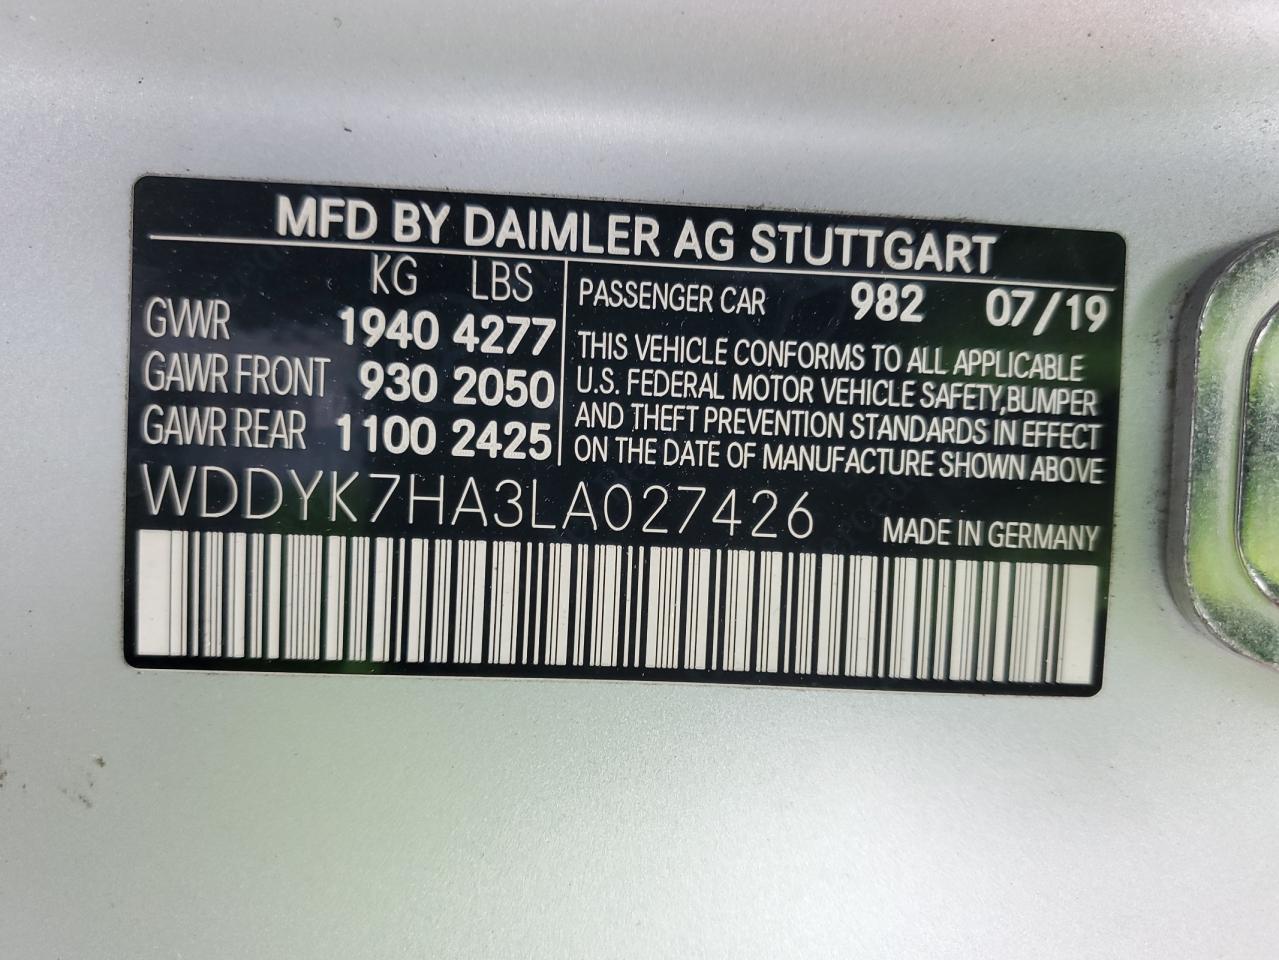 MFD BY DAIMLER AG STUTTGART
KG LBS
GVWR 1940 4277
GAWR FRONT 930 2050
GAWR REAR 1100 2425
PASSENGER CAR 982 07/19
THIS VEHICLE CONFORMS TO ALL APPLICABLE
U.S. FEDERAL MOTOR VEHICLE SAFETY, BUMPER
AND THEFT PREVENTION STANDARDS IN EFFECT
ON THE DATE OF MANUFACTURE SHOWN ABOVE
WDDYK7HA3LA027426
MADE IN GERMANY